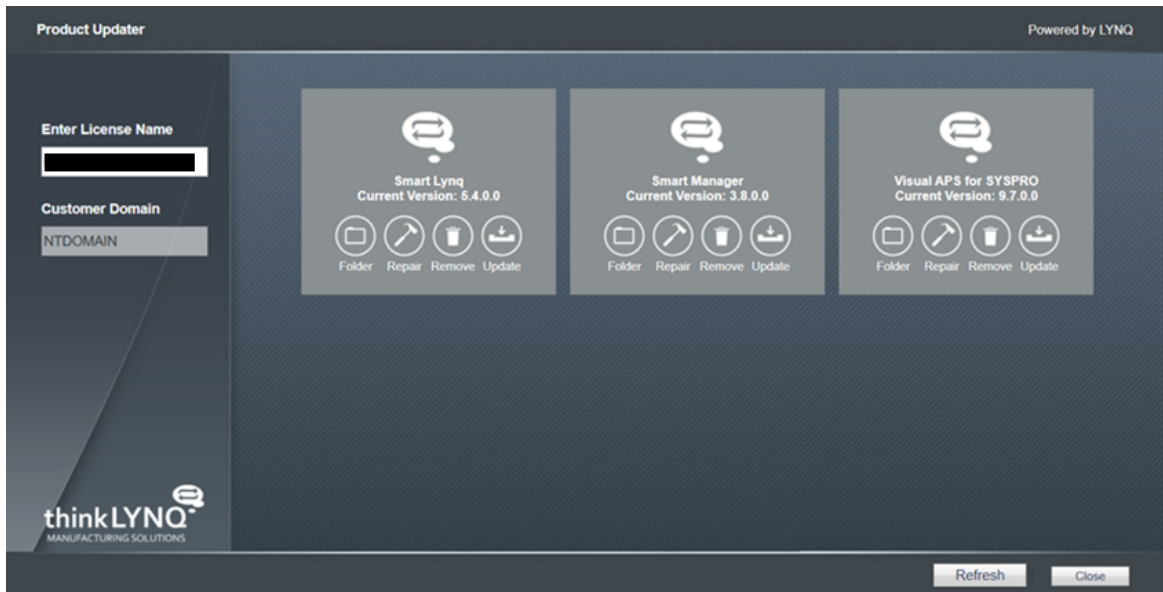 Product Updater
Powered by LYNQ
Enter License Name
Customer Domain
NTDOMAIN
Smart Lynq
Current Version: 5.4.0.0
Folder Repair Remove Update
Smart Manager
Current Version: 3.8.0.0
Folder Repair Remove Update
Visual APS for SYSPRO
Current Version: 9.7.0.0
Folder Repair Remove Update
thinkLYNQ
MANUFACTURING SOLUTIONS
Refresh
Close